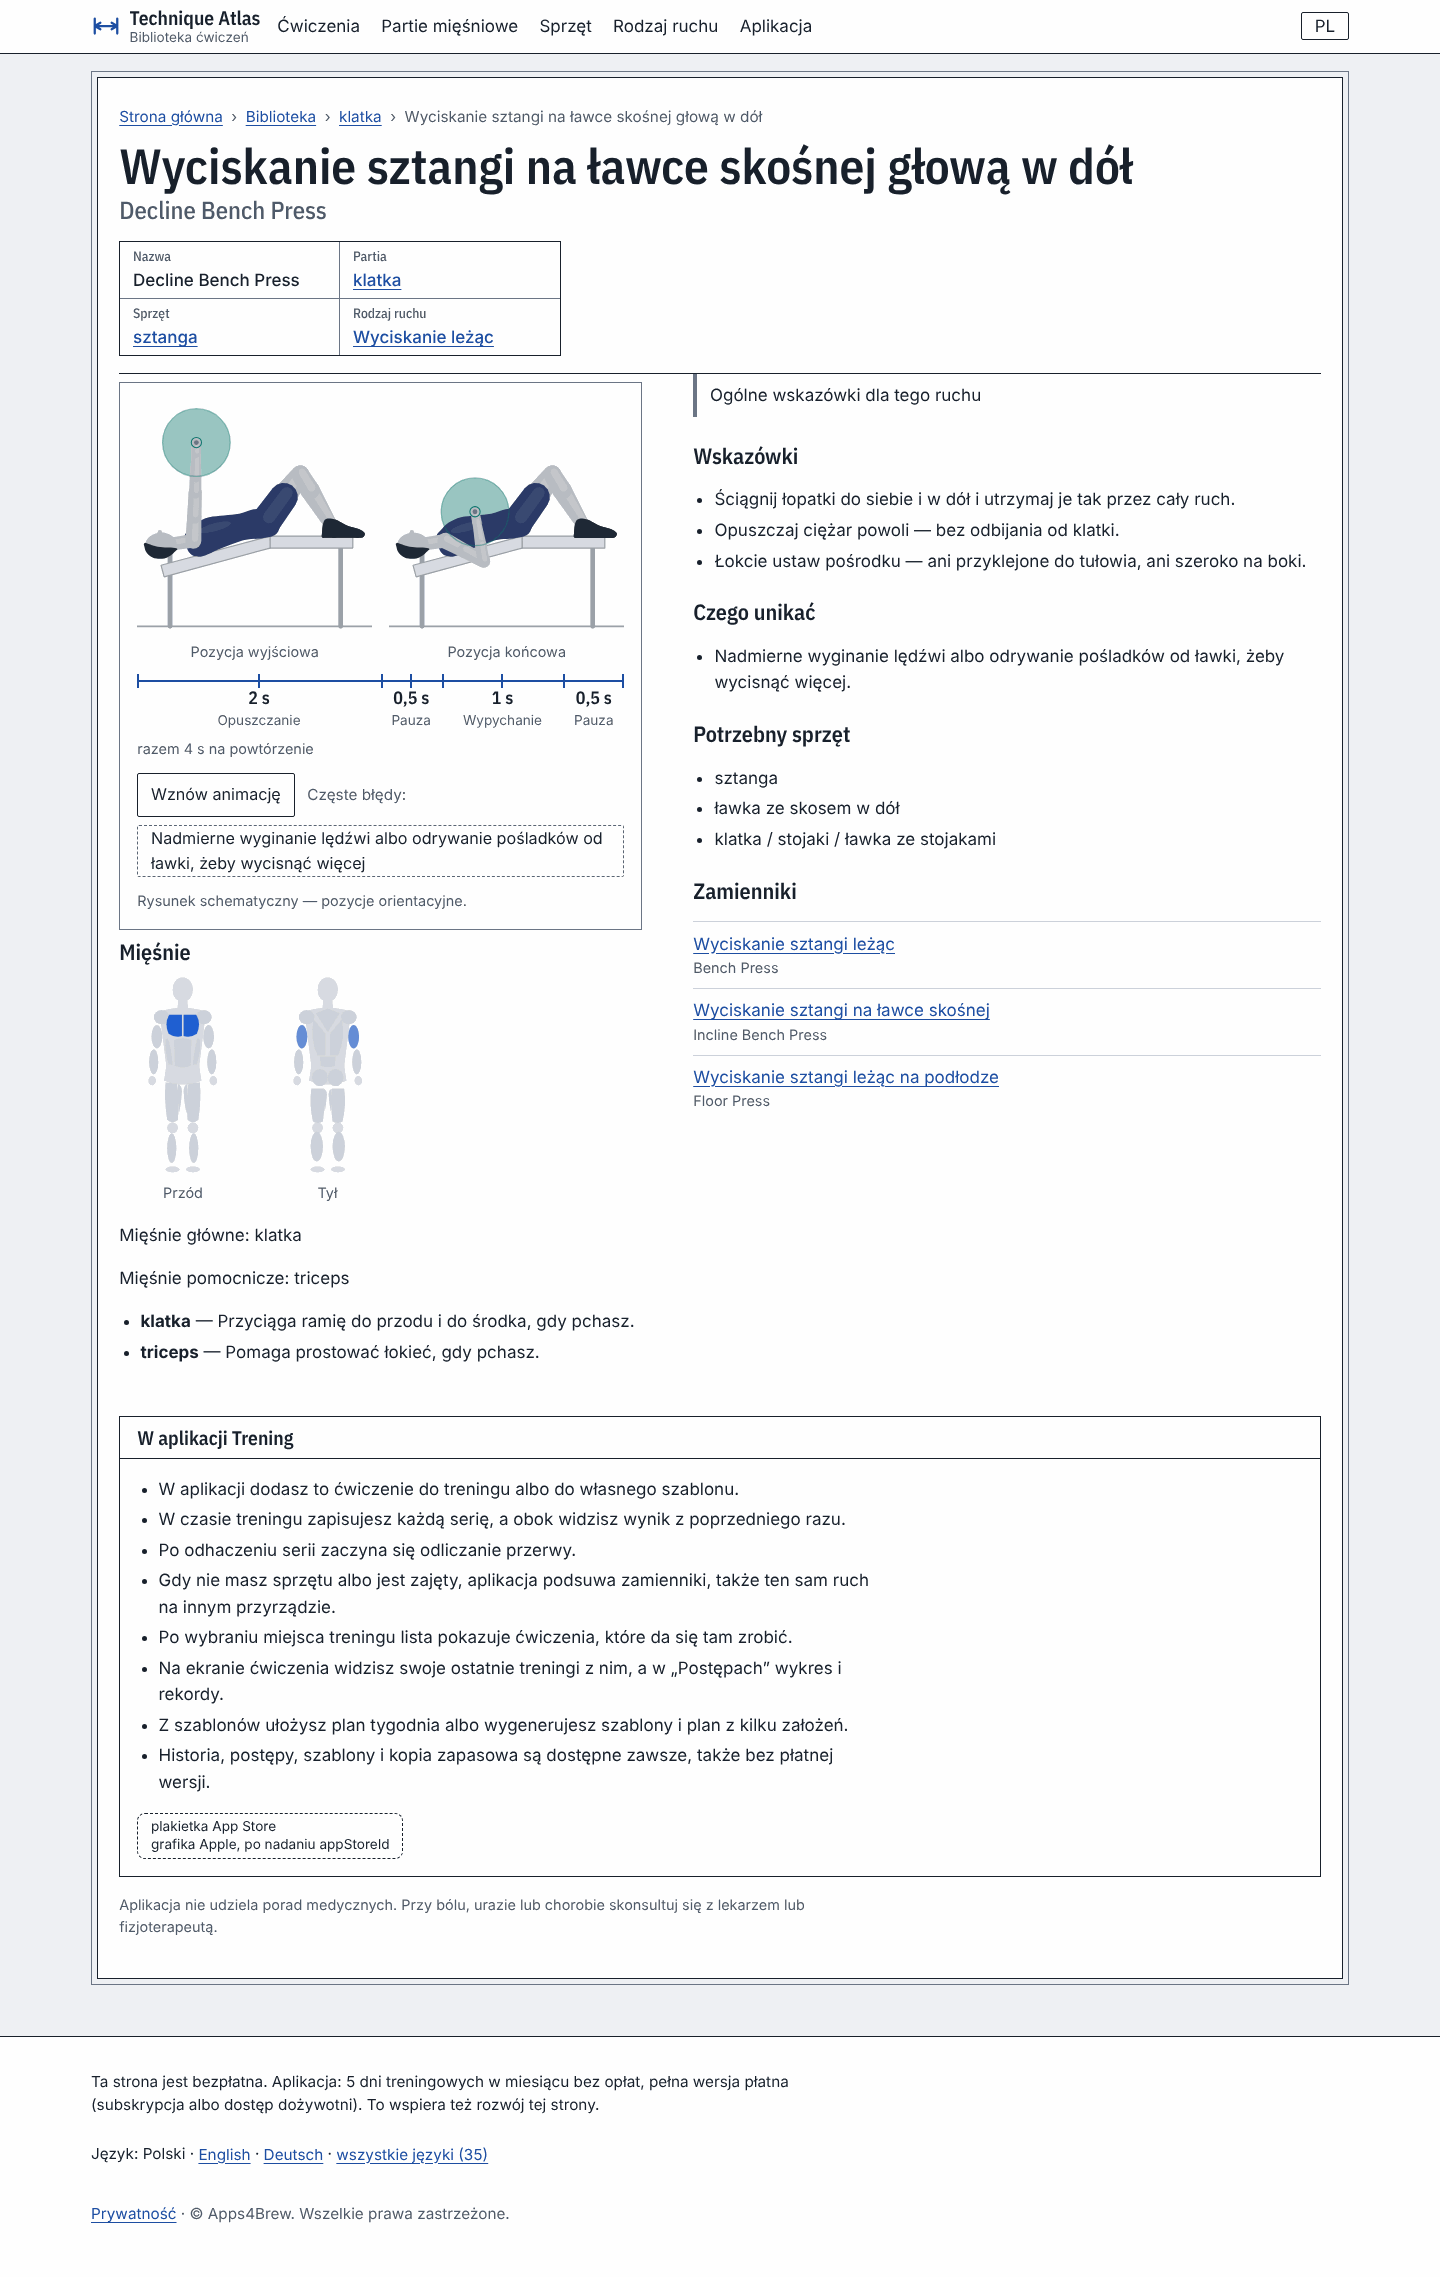 Technique Atlas
Biblioteka ćwiczeń
Ćwiczenia Partie mięśniowe Sprzęt Rodzaj ruchu Aplikacja
PL
Strona główna › Biblioteka › klatka › Wyciskanie sztangi na ławce skośnej głową w dół
Wyciskanie sztangi na ławce skośnej głową w dół
Decline Bench Press
Nazwa
Decline Bench Press
Partia
klatka
Sprzęt
sztanga
Rodzaj ruchu
Wyciskanie leżąc
Pozycja wyjściowa
Pozycja końcowa
2 s
Opuszczanie
0,5 s
Pauza
1 s
Wypychanie
0,5 s
Pauza
razem 4 s na powtórzenie
Wznów animację
Częste błędy:
Nadmierne wyginanie lędźwi albo odrywanie pośladków od
ławki, żeby wycisnąć więcej
Rysunek schematyczny — pozycje orientacyjne.
Mięśnie
Przód
Tył
Mięśnie główne: klatka
Mięśnie pomocnicze: triceps
• klatka — Przyciąga ramię do przodu i do środka, gdy pchasz.
• triceps — Pomaga prostować łokieć, gdy pchasz.
Ogólne wskazówki dla tego ruchu
Wskazówki
• Ściągnij łopatki do siebie i w dół i utrzymaj je tak przez cały ruch.
• Opuszczaj ciężar powoli — bez odbijania od klatki.
• Łokcie ustaw pośrodku — ani przyklejone do tułowia, ani szeroko na boki.
Czego unikać
• Nadmierne wyginanie lędźwi albo odrywanie pośladków od ławki, żeby
wycisnąć więcej.
Potrzebny sprzęt
• sztanga
• ławka ze skosem w dół
• klatka / stojaki / ławka ze stojakami
Zamienniki
Wyciskanie sztangi leżąc
Bench Press
Wyciskanie sztangi na ławce skośnej
Incline Bench Press
Wyciskanie sztangi leżąc na podłodze
Floor Press
W aplikacji Trening
• W aplikacji dodasz to ćwiczenie do treningu albo do własnego szablonu.
• W czasie treningu zapisujesz każdą serię, a obok widzisz wynik z poprzedniego razu.
• Po odhaczeniu serii zaczyna się odliczanie przerwy.
• Gdy nie masz sprzętu albo jest zajęty, aplikacja podsuwa zamienniki, także ten sam ruch
na innym przyrządzie.
• Po wybraniu miejsca treningu lista pokazuje ćwiczenia, które da się tam zrobić.
• Na ekranie ćwiczenia widzisz swoje ostatnie treningi z nim, a w „Postępach” wykres i
rekordy.
• Z szablonów ułożysz plan tygodnia albo wygenerujesz szablony i plan z kilku założeń.
• Historia, postępy, szablony i kopia zapasowa są dostępne zawsze, także bez płatnej
wersji.
plakietka App Store
grafika Apple, po nadaniu appStoreId
Aplikacja nie udziela porad medycznych. Przy bólu, urazie lub chorobie skonsultuj się z lekarzem lub
fizjoterapeutą.
Ta strona jest bezpłatna. Aplikacja: 5 dni treningowych w miesiącu bez opłat, pełna wersja płatna
(subskrypcja albo dostęp dożywotni). To wspiera też rozwój tej strony.
Język: Polski · English · Deutsch · wszystkie języki (35)
Prywatność · © Apps4Brew. Wszelkie prawa zastrzeżone.